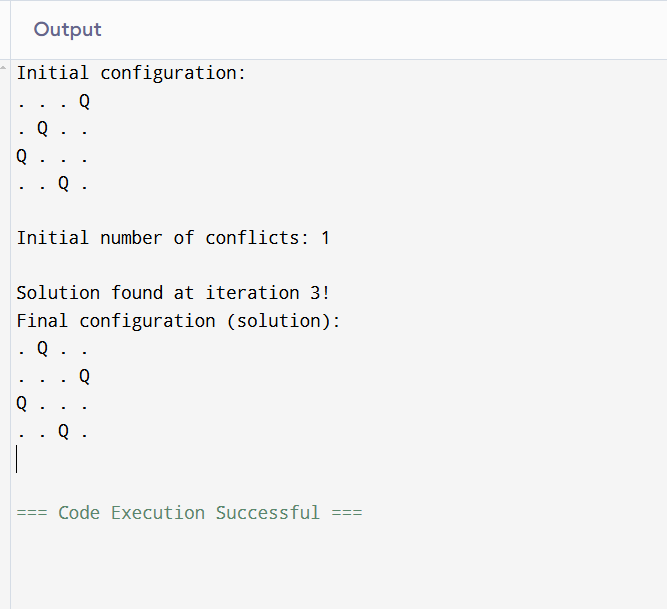 Output
Initial configuration:
. . . Q
. Q . .
Q . . .
. . Q .
Initial number of conflicts: 1
Solution found at iteration 3!
Final configuration (solution):
. Q . .
. . . Q
Q . . .
. . Q .
=== Code Execution Successful ===